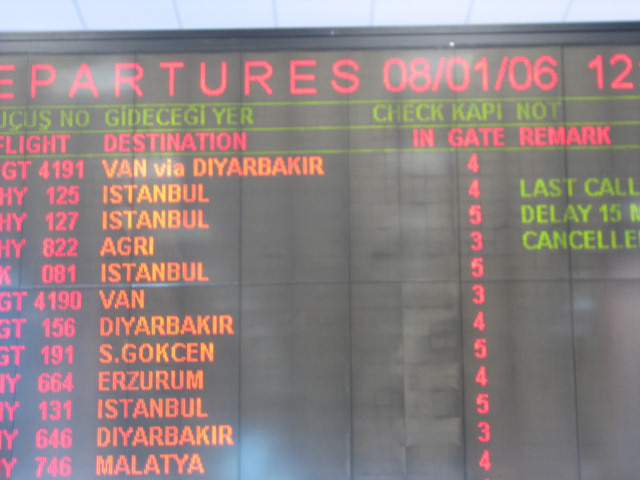 EPARTURES 08/01/06 12
UÇUŞ NO GİDECEĞİ YER CHECK KAPI NOT
FLIGHT DESTINATION IN GATE REMARK
GT 4191 VAN via DIYARBAKIR 4
HY 125 ISTANBUL 4 LAST CALL
HY 127 ISTANBUL 5 DELAY 15 M
HY 822 AGRI 3 CANCELLE
K 081 ISTANBUL 5
GT 4190 VAN 3
GT 156 DIYARBAKIR 4
GT 191 S.GOKCEN 5
HY 664 ERZURUM 4
HY 131 ISTANBUL 5
Y 646 DIYARBAKIR 3
Y 746 MALATYA 4